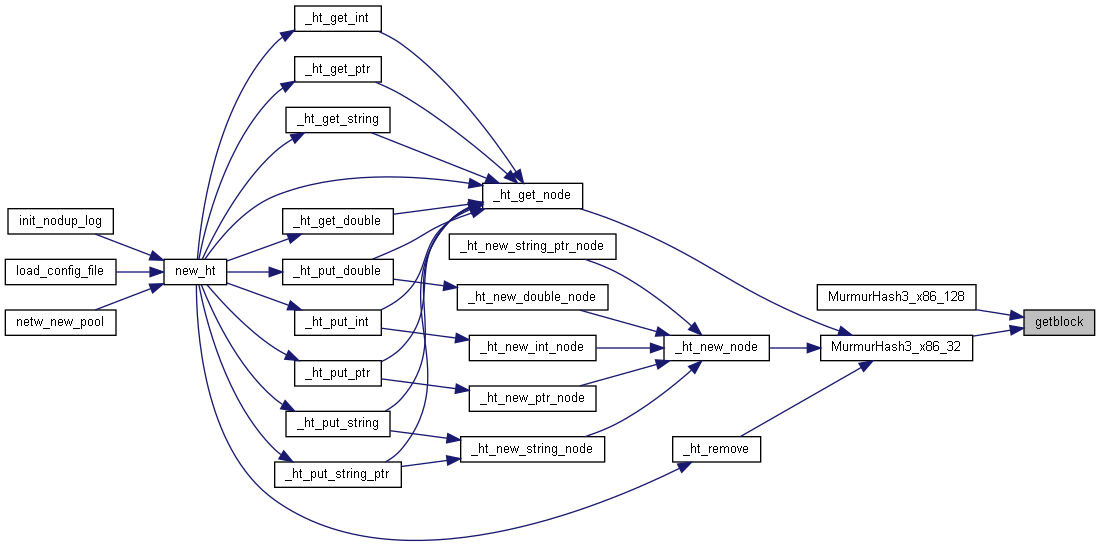 _ht_get_int
_ht_get_ptr
_ht_get_string
_ht_get_node
init_nodup_log
_ht_get_double
_ht_new_string_ptr_node
load_config_file
new_ht
_ht_put_double
_ht_new_double_node
MurmurHash3_x86_128
netw_new_pool
_ht_put_int
getblock
_ht_new_int_node
_ht_new_node
MurmurHash3_x86_32
_ht_put_ptr
_ht_new_ptr_node
_ht_put_string
_ht_new_string_node
_ht_remove
_ht_put_string_ptr